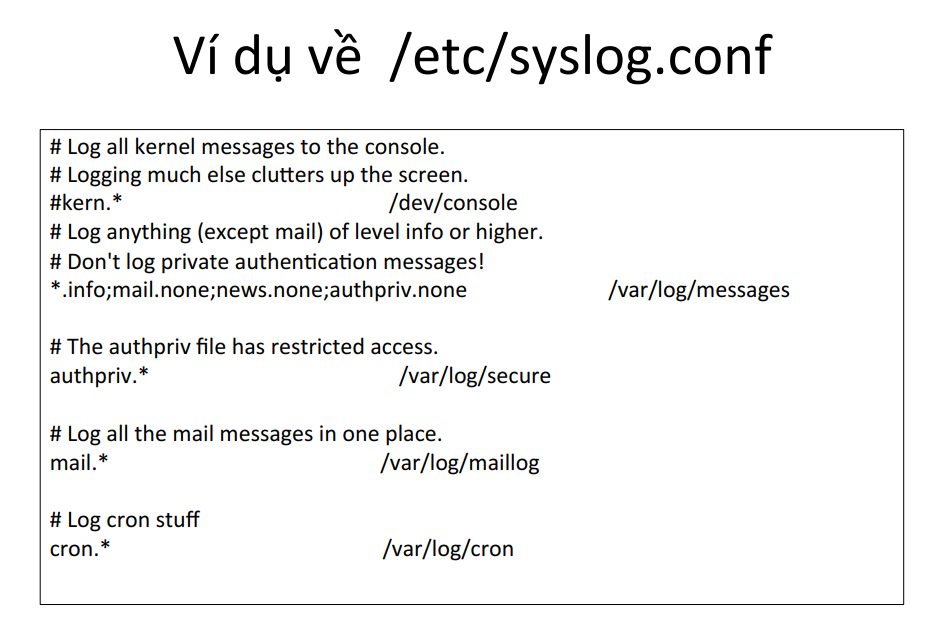 Ví dụ về /etc/syslog.conf
# Log all kernel messages to the console.
# Logging much else clutters up the screen.
#kern.* /dev/console
# Log anything (except mail) of level info or higher.
# Don't log private authentication messages!
*.info;mail.none;news.none;authpriv.none /var/log/messages
# The authpriv file has restricted access.
authpriv.* /var/log/secure
# Log all the mail messages in one place.
mail.* /var/log/maillog
# Log cron stuff
cron.* /var/log/cron